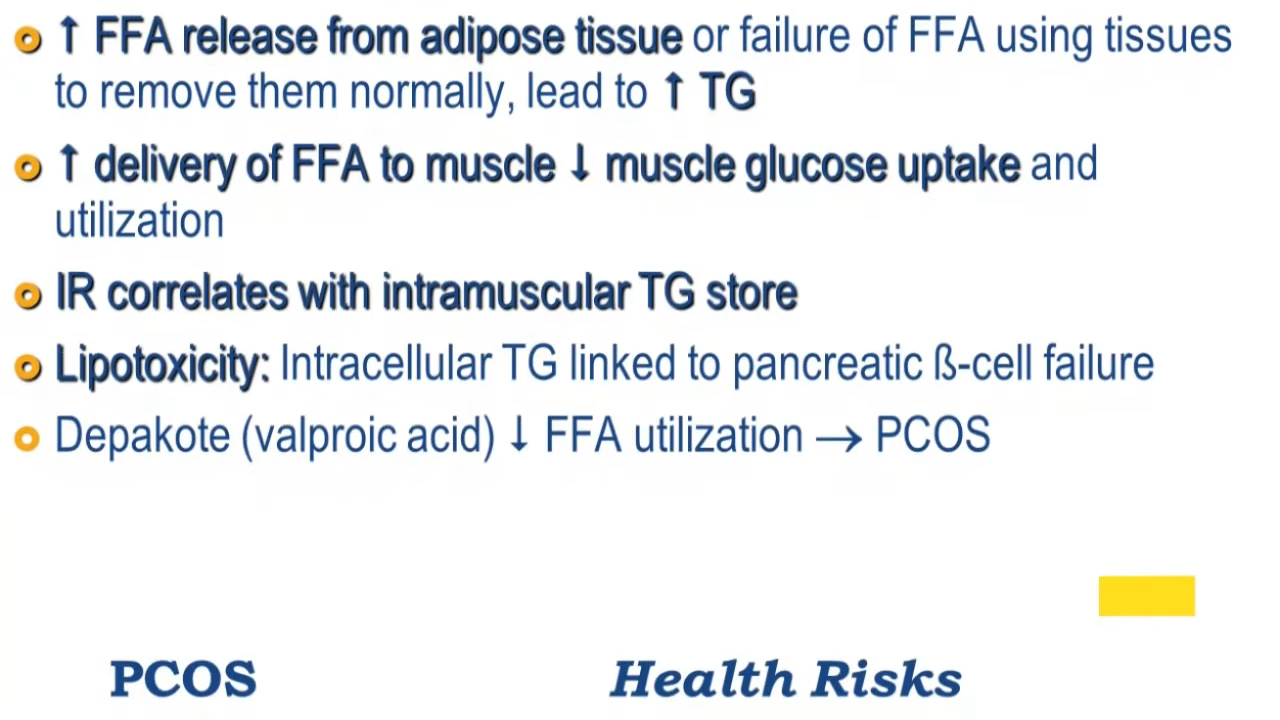 ↑ FFA release from adipose tissue or failure of FFA using tissues
to remove them normally, lead to ↑ TG
↑ delivery of FFA to muscle ↓ muscle glucose uptake and
utilization
IR correlates with intramuscular TG store
Lipotoxicity: Intracellular TG linked to pancreatic ß-cell failure
Depakote (valproic acid) ↓ FFA utilization → PCOS
PCOS
Health Risks